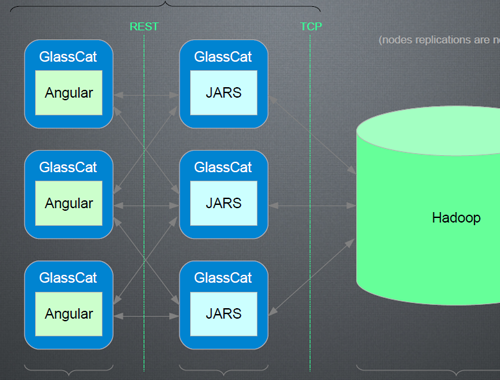 REST
TCP
(nodes replications are
GlassCat
GlassCat
Angular
JARS
GlassCat
GlassCat
Angular
JARS
Hadoop
GlassCat
GlassCat
Angular
JARS